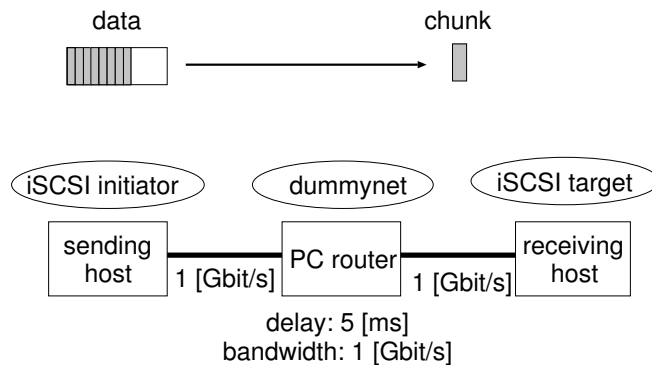 data
chunk
iSCSI initiator
dummynet
iSCSI target
sending
host
1 [Gbit/s]
PC router
1 [Gbit/s]
receiving
host
delay: 5 [ms]
bandwidth: 1 [Gbit/s]